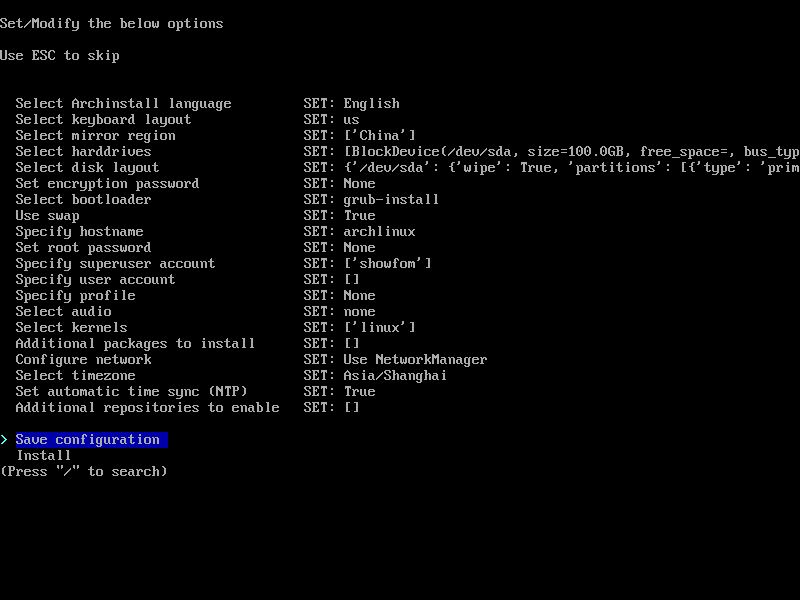 Set/Modify the below options
Use ESC to skip
Select Archinstall language SET: English
Select keyboard layout SET: us
Select mirror region SET: ['China']
Select harddrives SET: [BlockDevice(/dev/sda, size=100.0GB, free_space=, bus_typ
Select disk layout SET: {'/dev/sda': {'wipe': True, 'partitions': [{'type': 'prim
Set encryption password SET: None
Select bootloader SET: grub-install
Use swap SET: True
Specify hostname SET: archlinux
Set root password SET: None
Specify superuser account SET: ['showfom']
Specify user account SET: []
Specify profile SET: None
Select audio SET: none
Select kernels SET: ['linux']
Additional packages to install SET: []
Configure network SET: Use NetworkManager
Select timezone SET: Asia/Shanghai
Set automatic time sync (NTP) SET: True
Additional repositories to enable SET: []
> Save configuration
Install
(Press "/" to search)